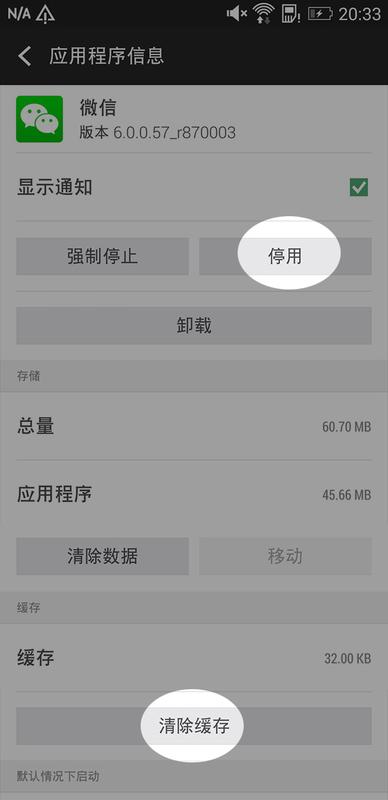 N/A 20:33
应用程序信息
微信
版本 6.0.0.57_r870003
显示通知
强制停止 停用
卸载
存储
总量 60.70 MB
应用程序 45.66 MB
清除数据 移动
缓存
缓存 32.00 KB
清除缓存
默认情况下启动